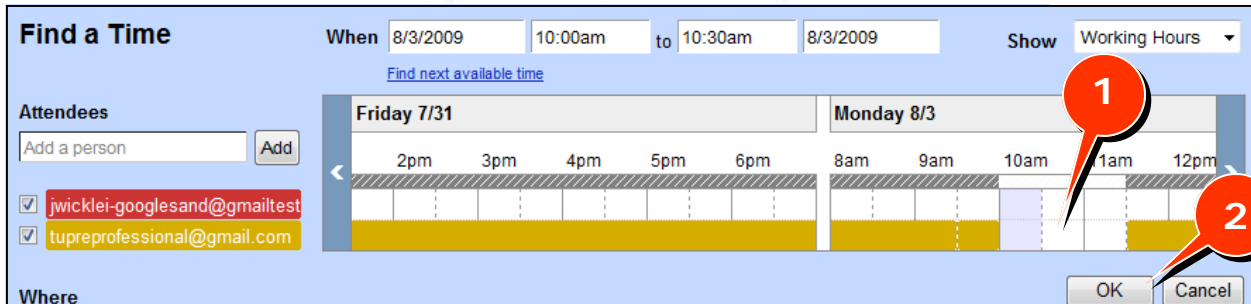 Find a Time
When 8/3/2009 10:00am to 10:30am 8/3/2009 Show Working Hours
Find next available time
Attendees
Add a person Add
Friday 7/31 Monday 8/3
2pm 3pm 4pm 5pm 6pm 8am 9am 10am 11am 12pm
jwicklei-googlesand@gmailtest
tupreprofessional@gmail.com
1
2
Where
OK Cancel